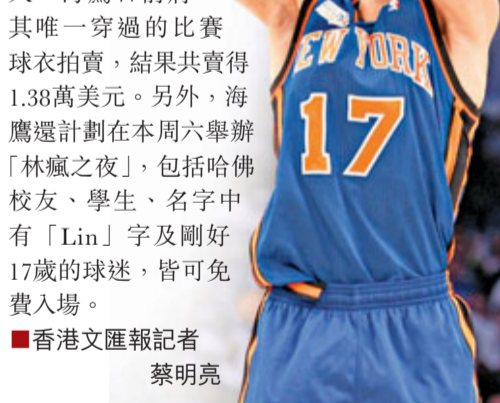 其唯一穿過的比賽
球衣拍賣，結果共賣得
1.38萬美元。另外，海
鷹還計劃在本周六舉辦
「林瘋之夜」，包括哈佛
校友、學生、名字中
有「Lin」字及剛好
17歲的球迷，皆可免
費入場。
■香港文匯報記者
蔡明亮
EW YORK
17